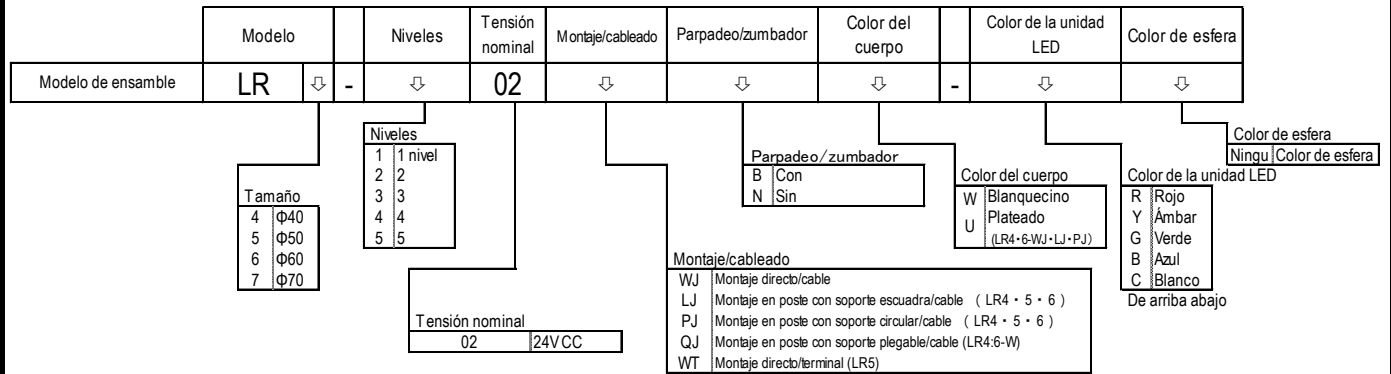 Modelo Niveles Tensión nominal Montaje/cableado Parpadeo/zumbador Color del cuerpo Color de la unidad LED Color de esfera
Modelo de ensamble LR ⇩ - ⇩ 02 ⇩ ⇩ ⇩ - ⇩ ⇩
Tamaño
4 Φ40
5 Φ50
6 Φ60
7 Φ70
Niveles
1 1 nivel
2 2
3 3
4 4
5 5
Tensión nominal
02 24V CC
Montaje/cableado
WJ Montaje directo/cable
LJ Montaje en poste con soporte escuadra/cable ( LR4・5・6 )
PJ Montaje en poste con soporte circular/cable ( LR4・5・6 )
QJ Montaje en poste con soporte plegable/cable (LR4:6-W)
WT Montaje directo/terminal (LR5)
Parpadeo/zumbador
B Con
N Sin
Color del cuerpo
W Blanquecino
U Plateado
(LR4・6-WJ・LJ・PJ)
Color de la unidad LED
R Rojo
Y Ámbar
G Verde
B Azul
C Blanco
De arriba abajo
Color de esfera
Ningu Color de esfera